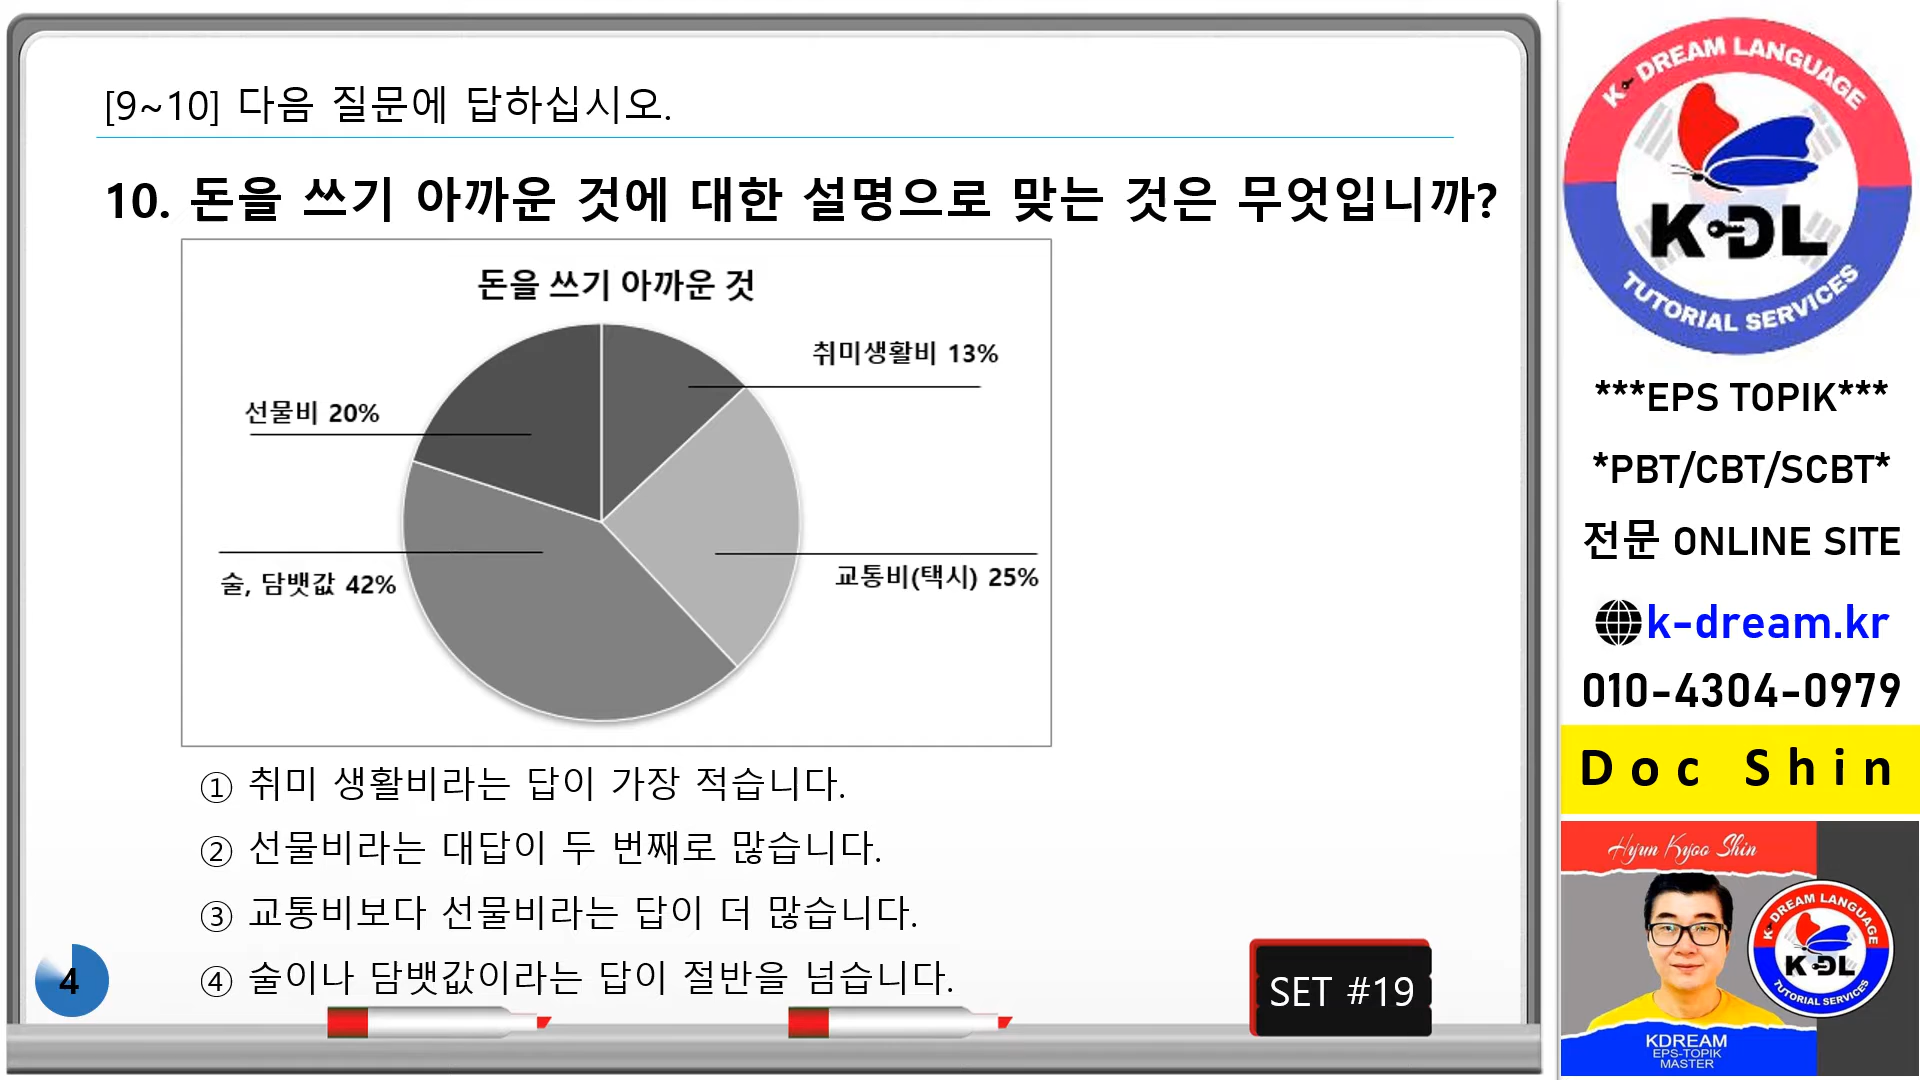 [9~10] 다음 질문에 답하십시오.
10. 돈을 쓰기 아까운 것에 대한 설명으로 맞는 것은 무엇입니까?
돈을 쓰기 아까운 것
취미생활비 13%
선물비 20%
술, 담뱃값 42%
교통비(택시) 25%
① 취미 생활비라는 답이 가장 적습니다.
② 선물비라는 대답이 두 번째로 많습니다.
③ 교통비보다 선물비라는 답이 더 많습니다.
④ 술이나 담뱃값이라는 답이 절반을 넘습니다.
4
SET #19
K-DREAM LANGUAGE
K-DL
TUTORIAL SERVICES
***EPS TOPIK***
*PBT/CBT/SCBT*
전문 ONLINE SITE
k-dream.kr
010-4304-0979
Doc Shin
Hyun Kyoo Shin
K-DREAM LANGUAGE
K-DL
TUTORIAL SERVICES
KDREAM
EPS-TOPIK
MASTER